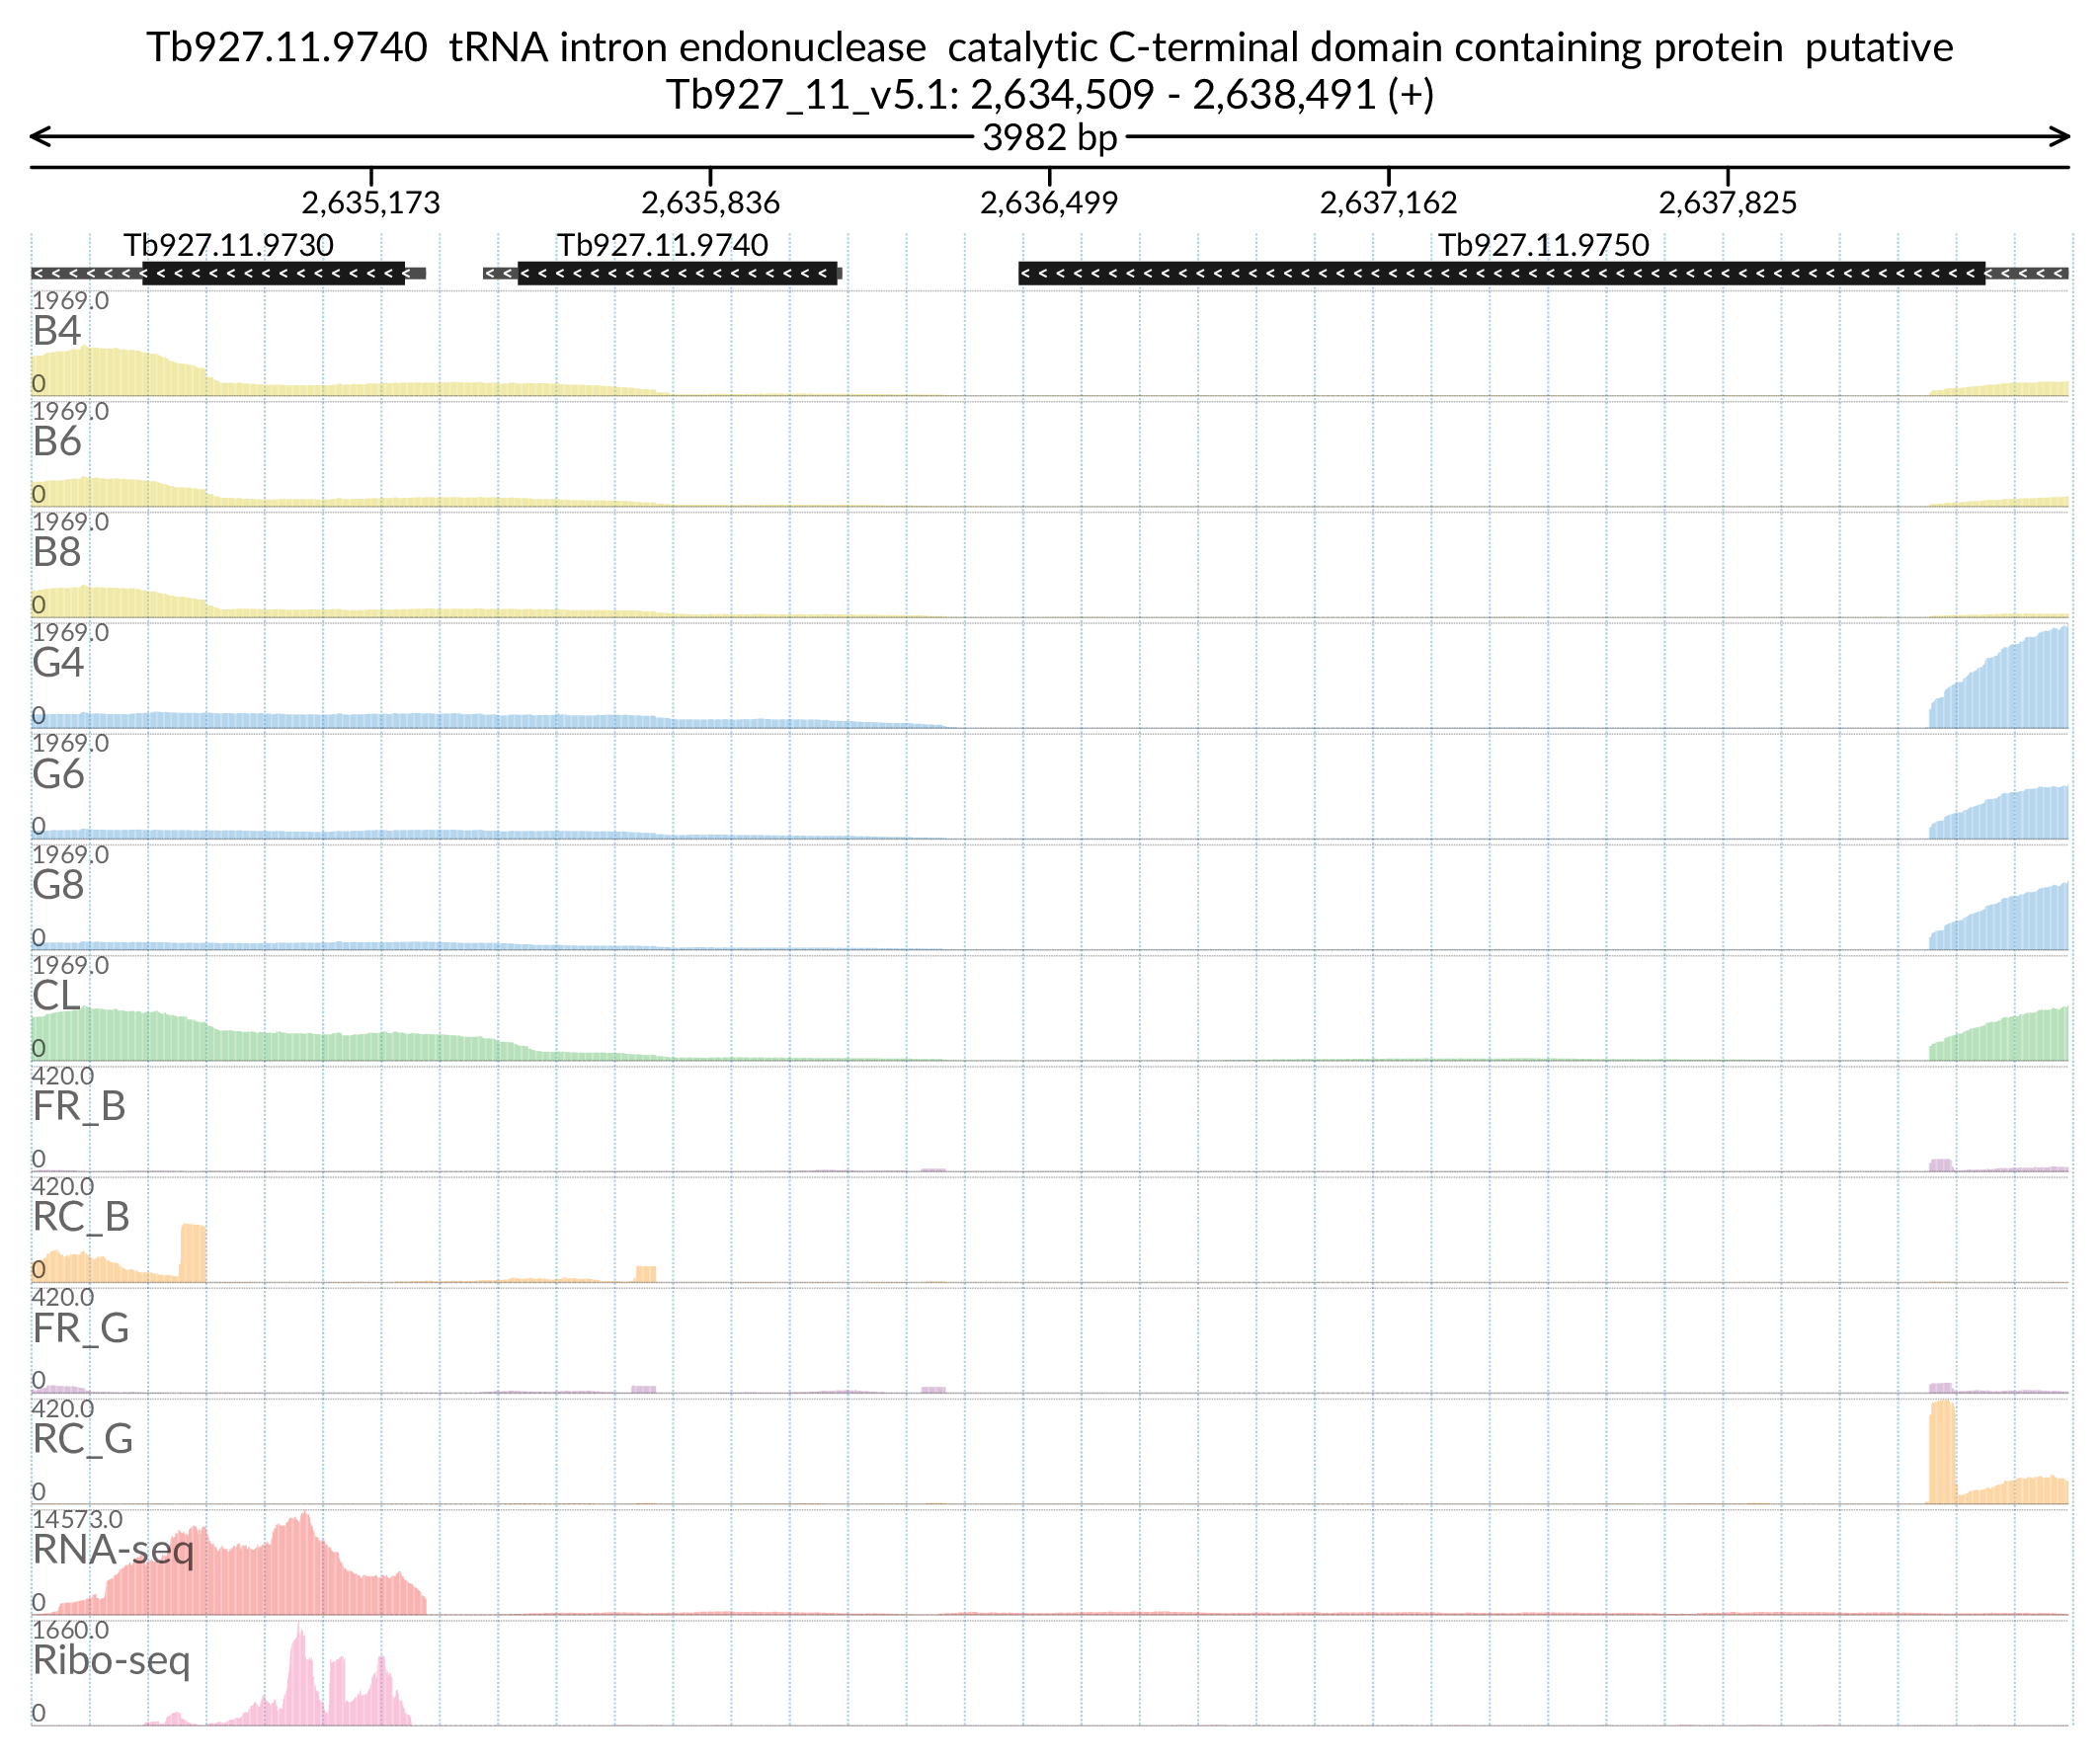 Tb927.11.9740  tRNA intron endonuclease  catalytic C-terminal domain containing protein  putative
Tb927_11_v5.1: 2,634,509 - 2,638,491 (+)
3982 bp
2,635,173 2,635,836 2,636,499 2,637,162 2,637,825
Tb927.11.9730 Tb927.11.9740 Tb927.11.9750
1969.0
B4
0
1969.0
B6
0
1969.0
B8
0
1969.0
G4
0
1969.0
G6
0
1969.0
G8
0
1969.0
CL
0
420.0
FR_B
0
420.0
RC_B
0
420.0
FR_G
0
420.0
RC_G
0
14573.0
RNA-seq
0
1660.0
Ribo-seq
0